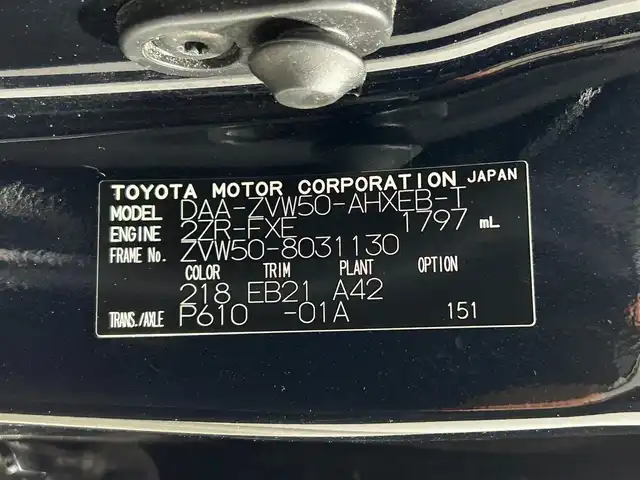 TOYOTA MOTOR CORPORATION JAPAN
MODEL DAA-ZVW50-AHXEB-T
ENGINE 2ZR-FXE 1797 mL
FRAME No. ZVW50-8031130
COLOR TRIM PLANT OPTION
218 EB21 A42
TRANS./AXLE P610 -01A 151